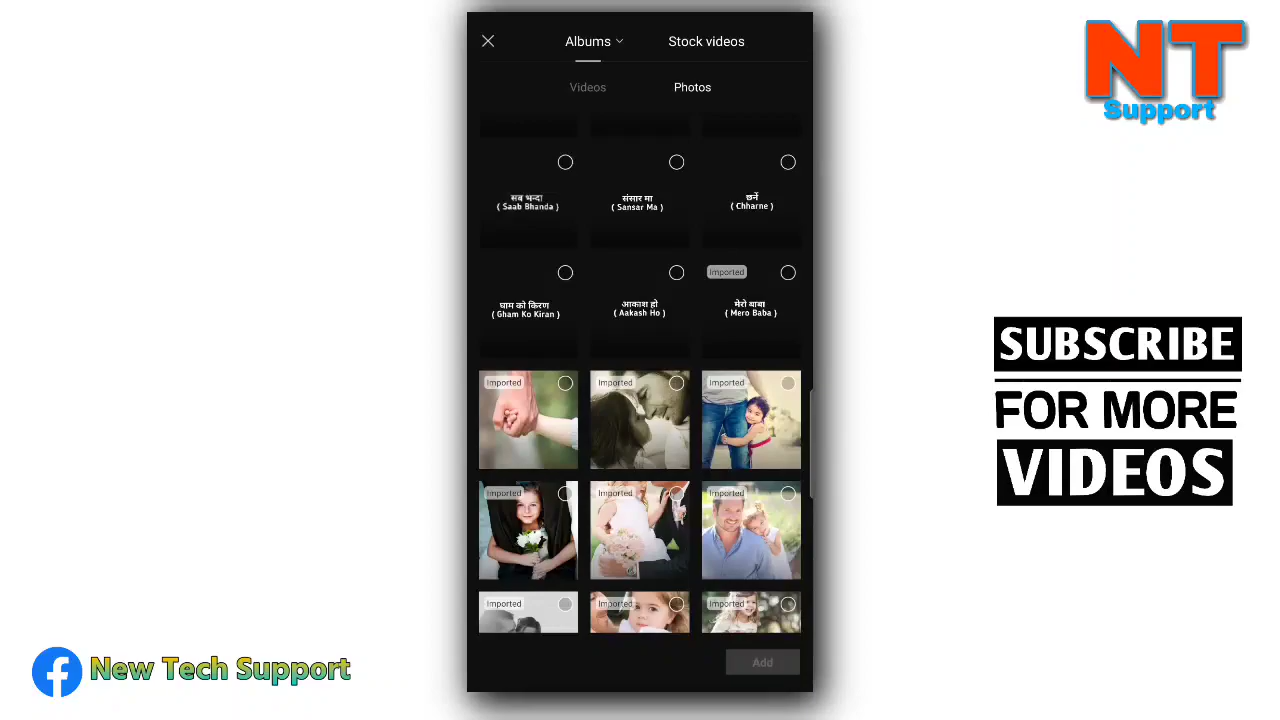 Albums
Stock videos
NT
Support
Videos
Photos
सब भन्दा
( Saab Bhanda )
संसार मा
( Sansar Ma )
छर्ने
( Chharne )
घाम को किरण
( Gham Ko Kiran )
आकाश हो
( Aakash Ho )
Imported
मेरो बाबा
( Mero Baba )
Imported
Imported
Imported
Imported
Imported
Imported
Imported
Imported
Imported
Add
SUBSCRIBE
FOR MORE
VIDEOS
New Tech Support